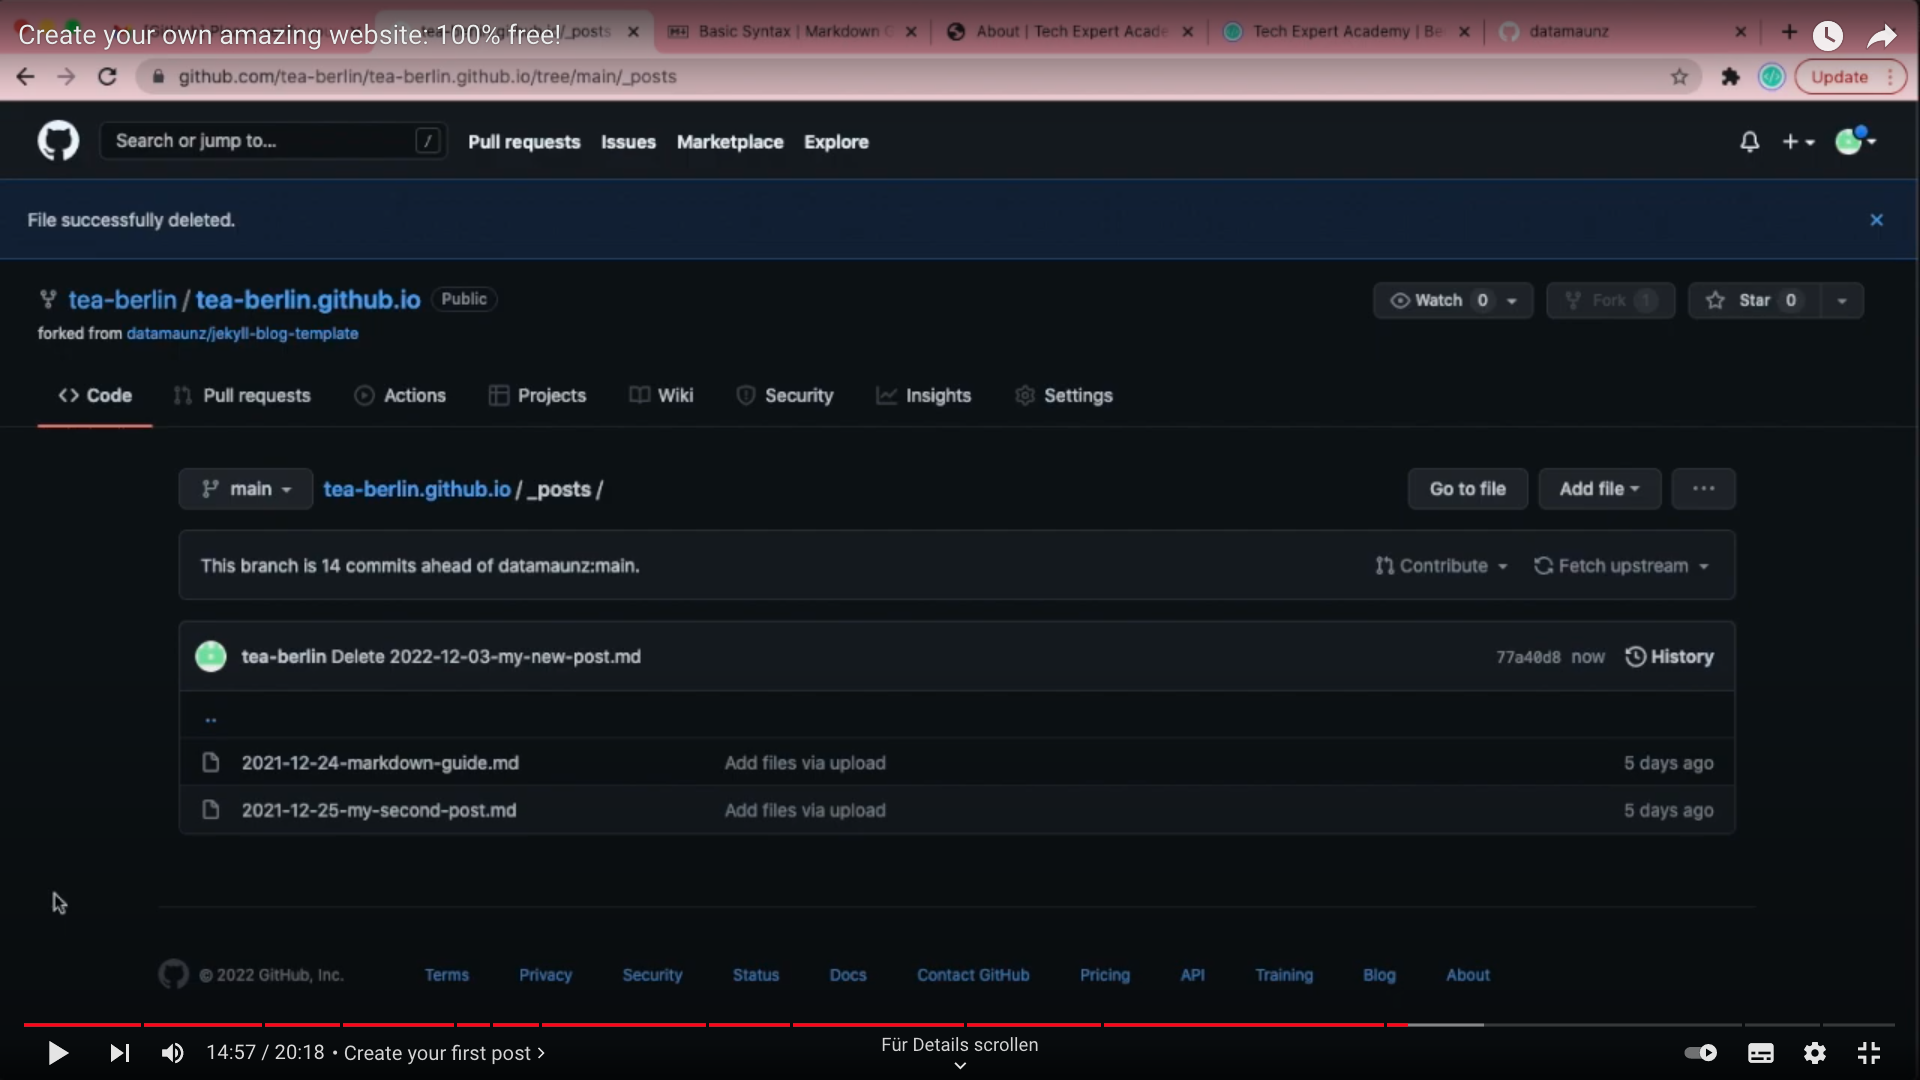 Create your own amazing website: 100% free!
_posts
Basic Syntax | Markdown G
About | Tech Expert Acade
Tech Expert Academy | Be
datamaunz
github.com/tea-berlin/tea-berlin.github.io/tree/main/_posts
Update
Search or jump to...
/
Pull requests
Issues
Marketplace
Explore
File successfully deleted.
tea-berlin / tea-berlin.github.io
Public
Watch 0
Fork 1
Star 0
forked from datamaunz/jekyll-blog-template
Code
Pull requests
Actions
Projects
Wiki
Security
Insights
Settings
main
tea-berlin.github.io / _posts /
Go to file
Add file
...
This branch is 14 commits ahead of datamaunz:main.
Contribute
Fetch upstream
tea-berlin Delete 2022-12-03-my-new-post.md
77a40d8 now
History
..
2021-12-24-markdown-guide.md
Add files via upload
5 days ago
2021-12-25-my-second-post.md
Add files via upload
5 days ago
© 2022 GitHub, Inc.
Terms
Privacy
Security
Status
Docs
Contact GitHub
Pricing
API
Training
Blog
About
14:57 / 20:18 • Create your first post
Für Details scrollen